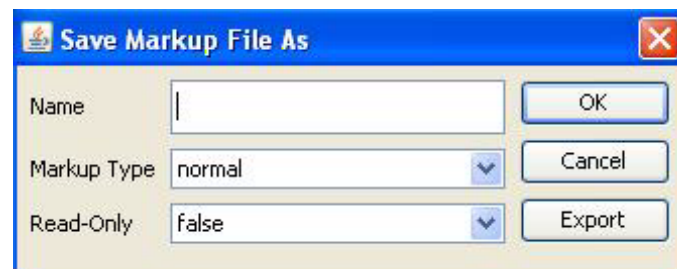 Save Markup File As
Name
OK
Markup Type normal
Cancel
Read-Only false
Export